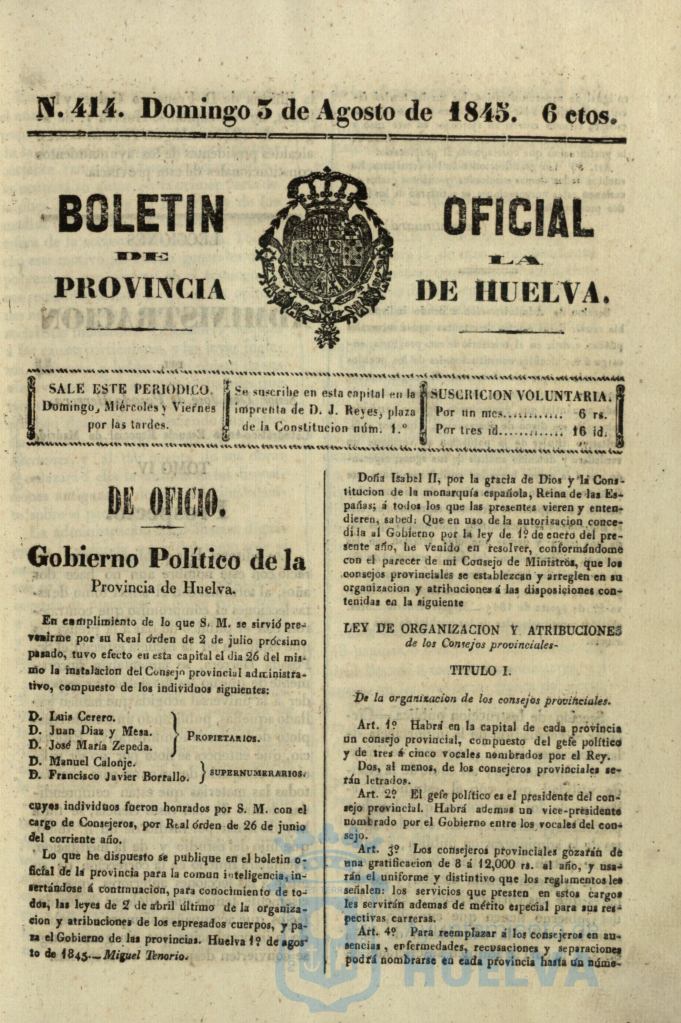 N. 414. Domingo 3 de Agosto de 1845. 6 ctos.
BOLETIN OFICIAL
DE LA
PROVINCIA DE HUELVA.
SALE ESTE PERIODICO.
Domingo, Miércoles y Viernes
por las tardes.
Se suscribe en esta capital en la
imprenta de D. J. Reyes, plaza
de la Constitucion núm. 1.º
SUSCRICION VOLUNTARIA.
Por un mes............ 6 rs.
Por tres id............ 16 id.
DE OFICIO.
Gobierno Político de la
Provincia de Huelva.
En cumplimiento de lo que S. M. se sirvió pre-
venirme por su Real órden de 2 de julio prócsimo
pasado, tuvo efecto en esta capital el dia 26 del mis-
mo la instalacion del Consejo provincial administra-
tivo, compuesto de los individuos siguientes:
D. Luis Cerero.
D. Juan Diaz y Mesa.
D. José María Zepeda.
PROPIETARIOS.
D. Manuel Calonje.
D. Francisco Javier Borrallo.
SUPERNUMERARIOS.
cuyos individuos fueron honrados por S. M. con el
cargo de Consejeros, por Real órden de 26 de junio
del corriente año.
Lo que he dispuesto se publique en el boletin o-
ficial de la provincia para la comun inteligencia, in-
sertándose á continuacion, para conocimiento de to-
dos, las leyes de 2 de abril último de la organiza-
cion y atribuciones de los espresados cuerpos, y pa-
ra el Gobierno de las provincias. Huelva 1º de agos-
to de 1845.—Miguel Tenorio.
Doña Isabel II, por la gracia de Dios y la Cons-
titucion de la monarquía española, Reina de las Es-
pañas; á todos los que las presentes vieren y enten-
dieren, sabed: Que en uso de la autorizacion conce-
dida al Gobierno por la ley de 1º de enero del pre-
sente año, he venido en resolver, conformándome
con el parecer de mi Consejo de Ministros, que los
consejos provinciales se establezcan y arreglen en su
organizacion y atribuciones á las disposiciones con-
tenidas en la siguiente
LEY DE ORGANIZACION Y ATRIBUCIONES
de los Consejos provinciales-
TITULO I.
De la organizacion de los consejos provinciales.
Art. 1º Habrá en la capital de cada provincia
un consejo provincial, compuesto del gefe político
y de tres á cinco vocales nombrados por el Rey.
Dos, al menos, de los consejeros provinciales se-
rán letrados.
Art. 2º El gefe político es el presidente del con-
sejo provincial. Habrá ademas un vice-presidente
nombrado por el Gobierno entre los vocales del con-
sejo.
Art. 3º Los consejeros provinciales gozarán de
una gratificacion de 8 á 12,000 rs. al año, y usa-
rán el uniforme y distintivo que los reglamentos les
señalen: los servicios que presten en estos cargos
les servirán ademas de mérito especial para sus res-
pectivas carreras.
Art. 4º Para reemplazar á los consejeros en au-
sencias, enfermedades, recusaciones y separaciones
podrá nombrarse en cada provincia hasta un núme-
HUELVA